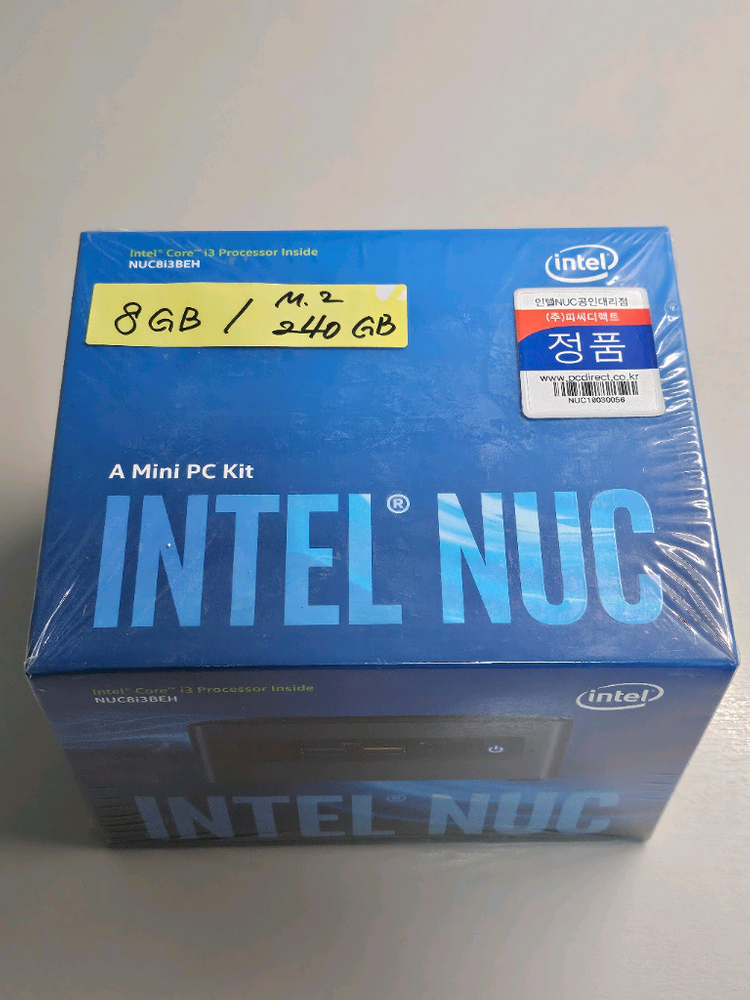 Intel® Core™ i3 Processor Inside
NUC8i3BEH
intel®
8GB / M.2
240 GB
인텔NUC공인대리점
(주)피씨디렉트
정품
www.pcdirect.co.kr
NUC10030056
A Mini PC Kit
INTEL® NUC
Intel® Core™ i3 Processor Inside
NUC8i3BEH
intel®
INTEL® NUC